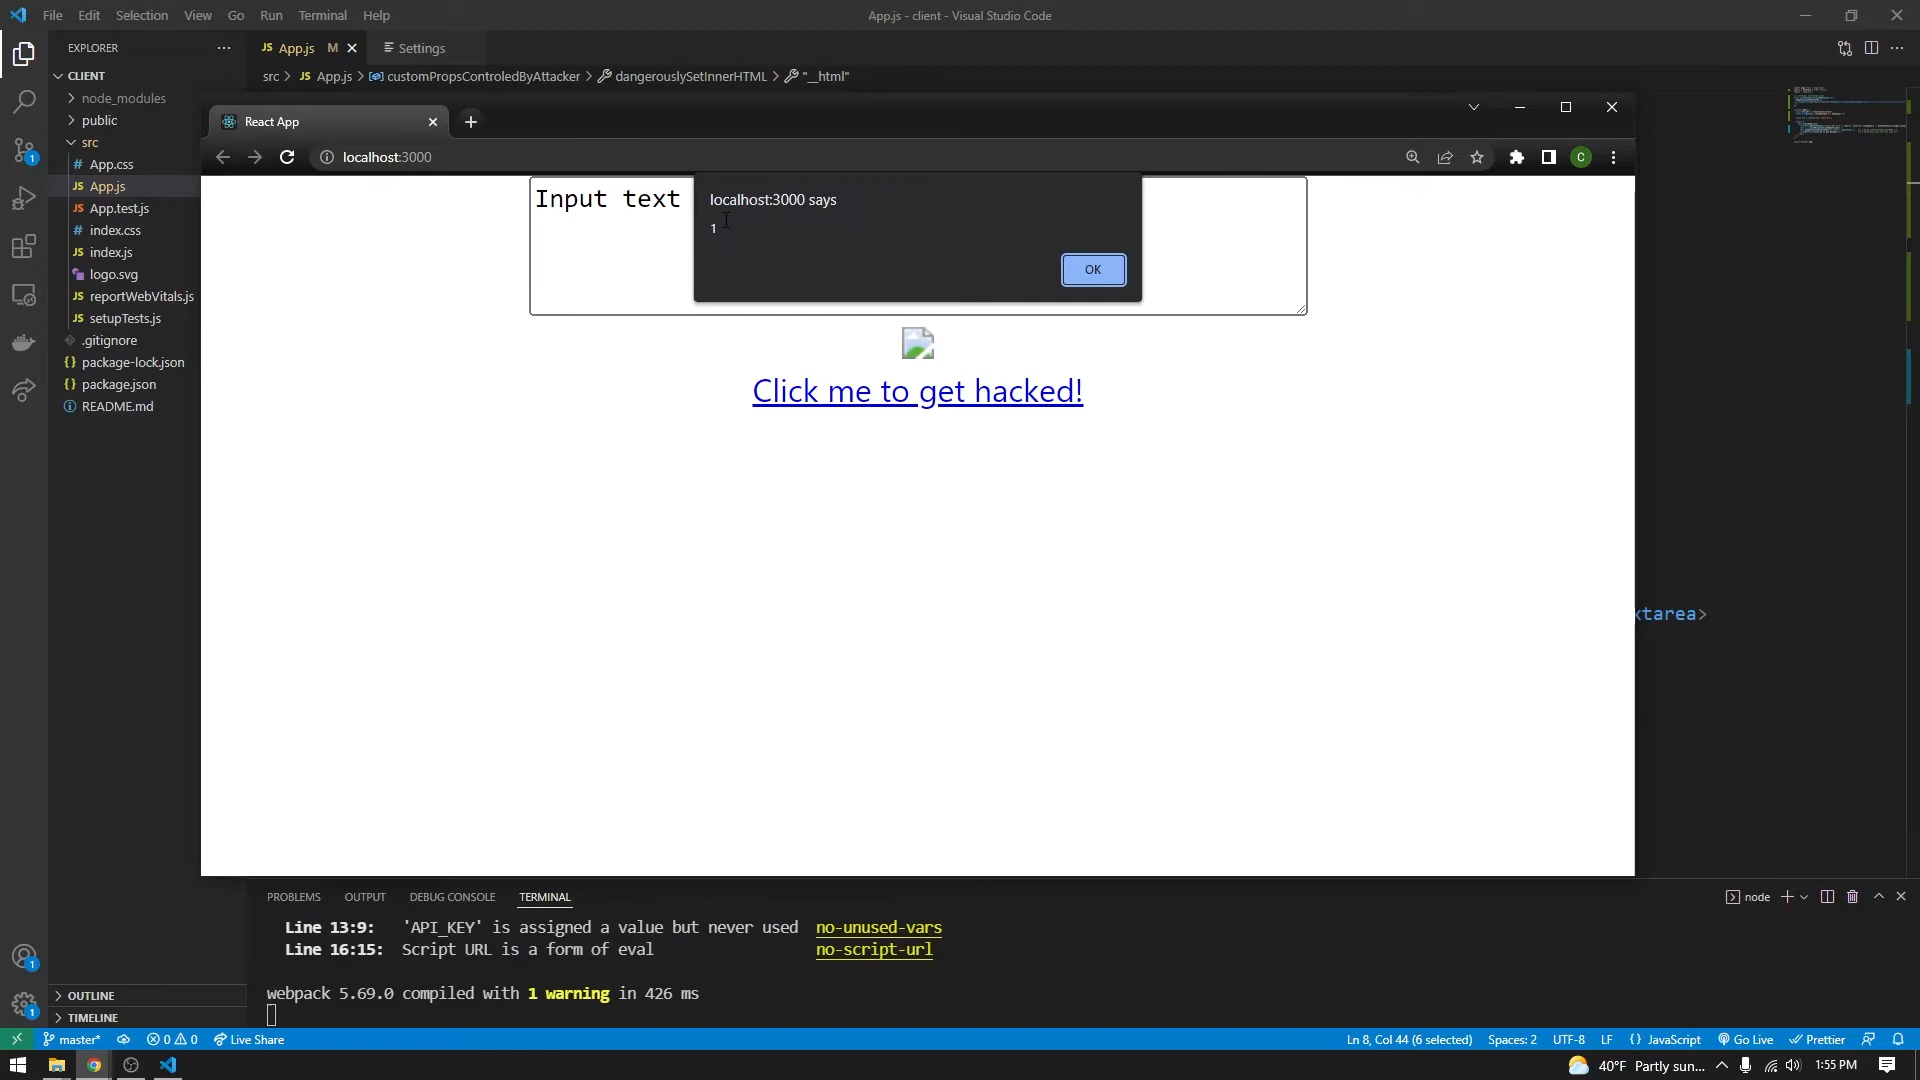 File Edit Selection View Go Run Terminal Help
App.js - client - Visual Studio Code
EXPLORER
CLIENT
node_modules
public
src
App.css
App.js
App.test.js
index.css
index.js
logo.svg
reportWebVitals.js
setupTests.js
.gitignore
package-lock.json
package.json
README.md
OUTLINE
TIMELINE
JS App.js M
Settings
src > JS App.js > customPropsControledByAttacker > dangerouslySetInnerHTML > "__html"
React App
localhost:3000
C
Input text
localhost:3000 says
1
OK
Click me to get hacked!
tarea>
PROBLEMS OUTPUT DEBUG CONSOLE TERMINAL
node
Line 13:9: 'API_KEY' is assigned a value but never used no-unused-vars
Line 16:15: Script URL is a form of eval no-script-url
webpack 5.69.0 compiled with 1 warning in 426 ms
master* 0 0 Live Share
Ln 8, Col 44 (6 selected) Spaces: 2 UTF-8 LF {} JavaScript Go Live Prettier
40°F Partly sun... 1:55 PM